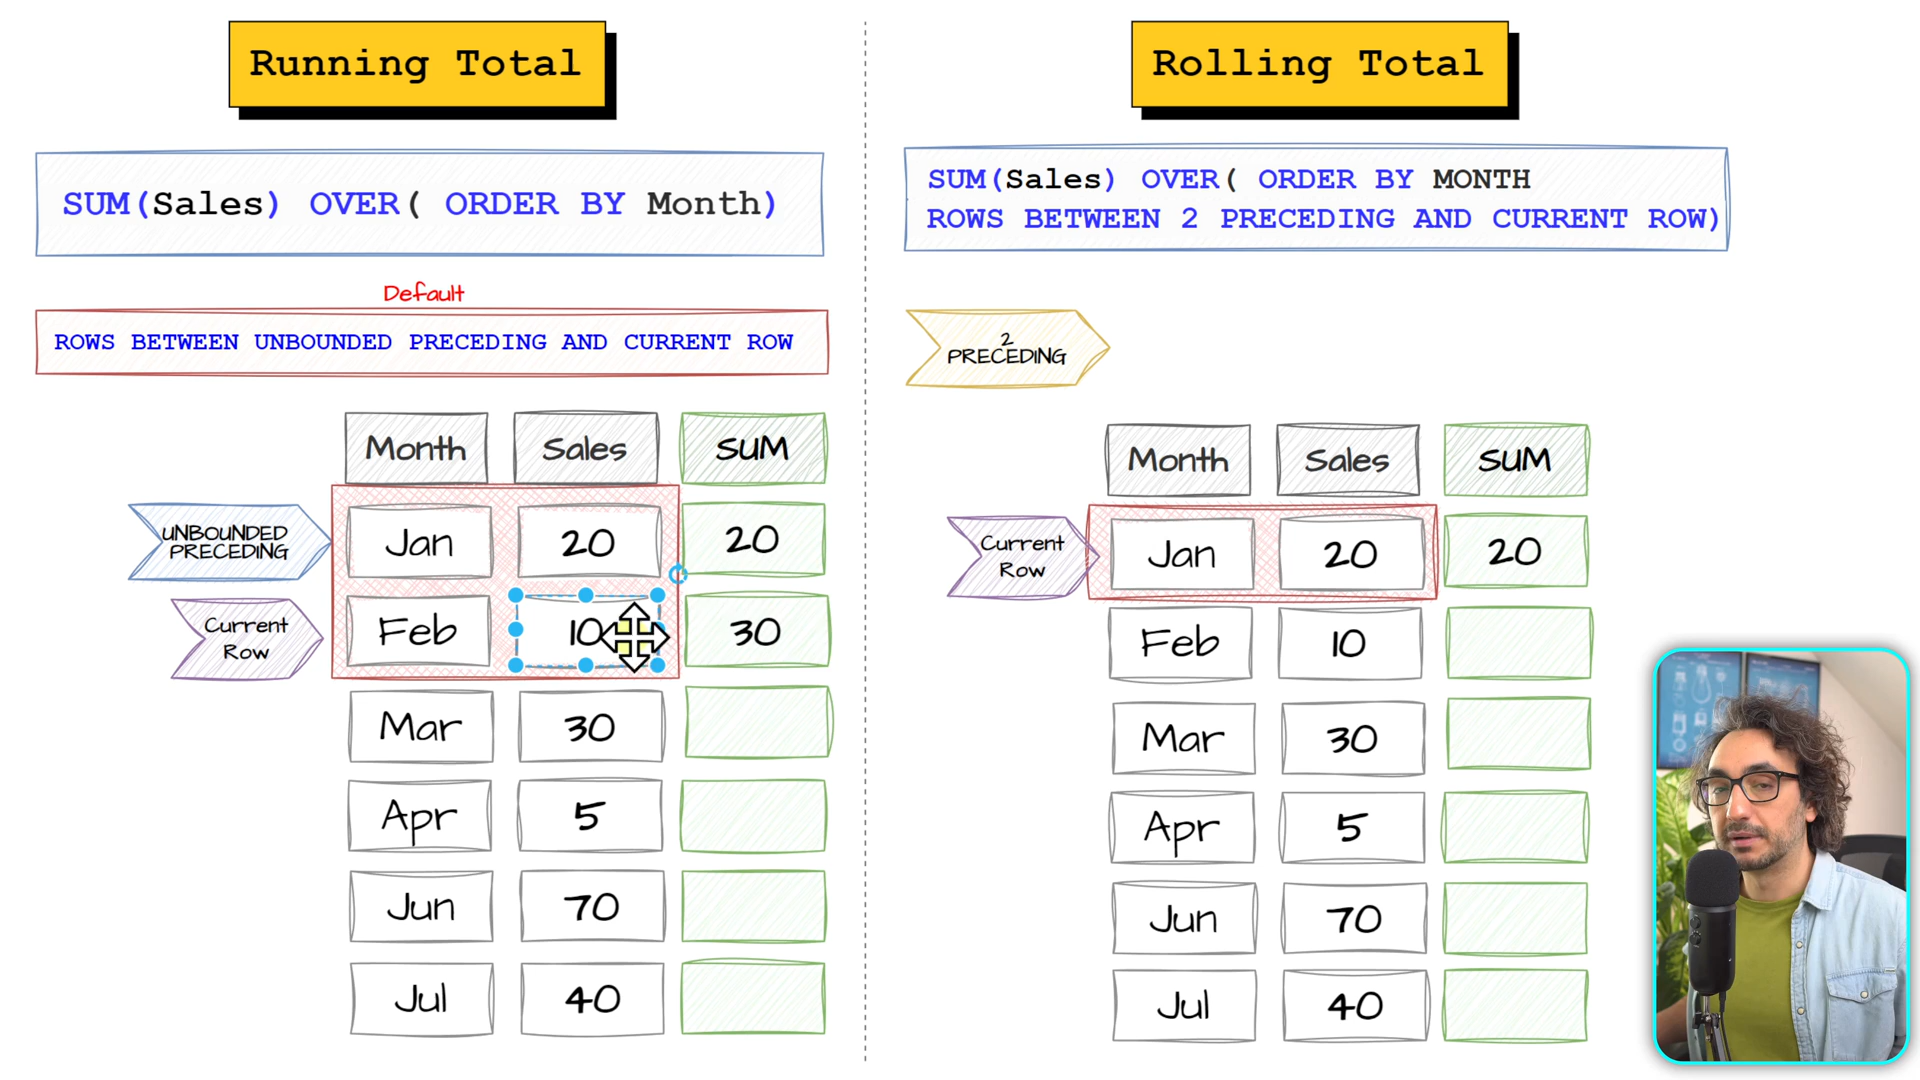 Running Total
SUM(Sales) OVER( ORDER BY Month)
Default
ROWS BETWEEN UNBOUNDED PRECEDING AND CURRENT ROW
Month Sales SUM
UNBOUNDED
PRECEDING
Jan 20 20
Current
Row
Feb 10 30
Mar 30
Apr 5
Jun 70
Jul 40
Rolling Total
SUM(Sales) OVER( ORDER BY MONTH
ROWS BETWEEN 2 PRECEDING AND CURRENT ROW)
2
PRECEDING
Month Sales SUM
Current
Row
Jan 20 20
Feb 10
Mar 30
Apr 5
Jun 70
Jul 40